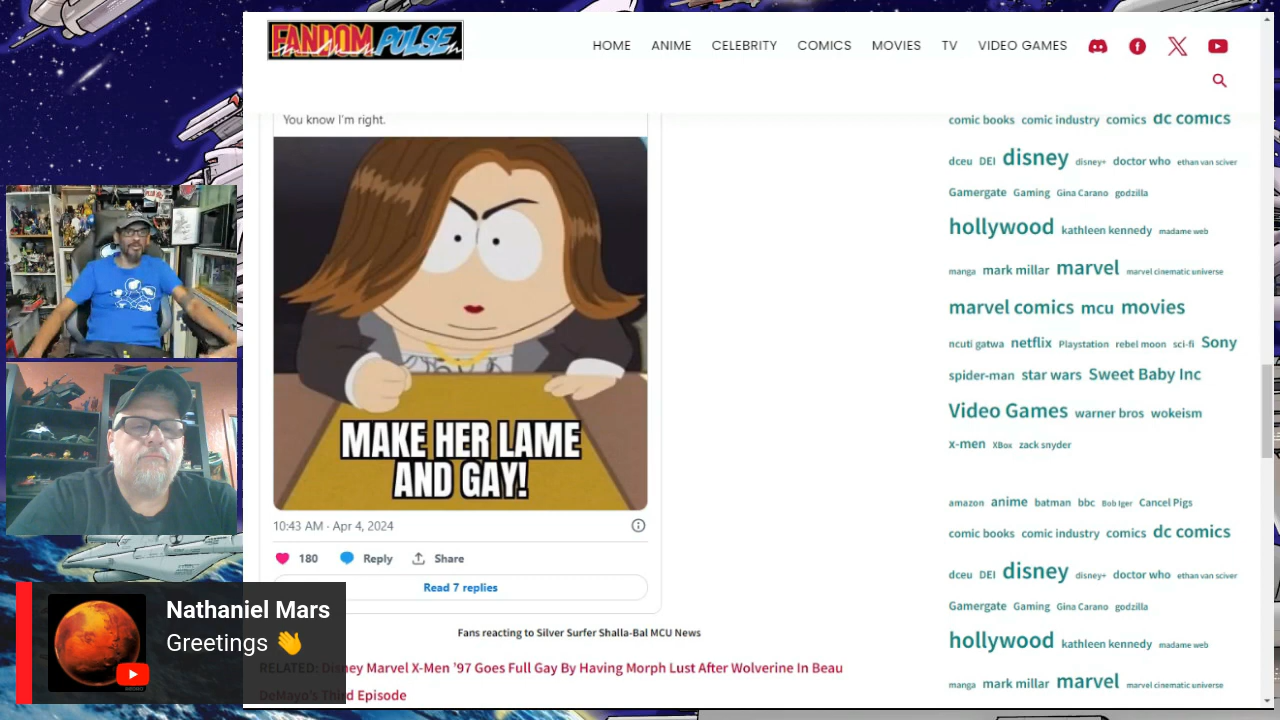 FANDOM PULSE
HOME ANIME CELEBRITY COMICS MOVIES TV VIDEO GAMES
You know I'm right.
MAKE HER LAME
AND GAY!
10:43 AM · Apr 4, 2024
180 Reply Share
Read 7 replies
Fans reacting to Silver Surfer Shalla-Bal MCU News
RELATED: Disney Marvel X-Men ’97 Goes Full Gay By Having Morph Lust After Wolverine In Beau
DeMayo’s Third Episode
comic books comic industry comics dc comics
dceu DEI disney disney+ doctor who ethan van sciver
Gamergate Gaming Gina Carano godzilla
hollywood kathleen kennedy madame web
manga mark millar marvel marvel cinematic universe
marvel comics mcu movies
ncuti gatwa netflix Playstation rebel moon sci-fi Sony
spider-man star wars Sweet Baby Inc
Video Games warner bros wokeism
x-men XBox zack snyder
amazon anime batman bbc Bob Iger Cancel Pigs
comic books comic industry comics dc comics
dceu DEI disney disney+ doctor who ethan van sciver
Gamergate Gaming Gina Carano godzilla
hollywood kathleen kennedy madame web
manga mark millar marvel marvel cinematic universe
Nathaniel Mars
Greetings 👋